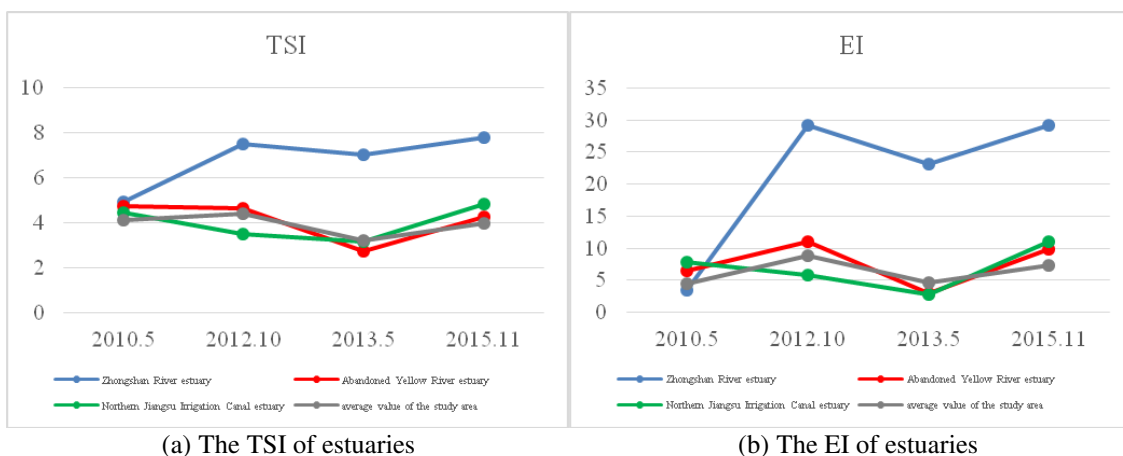 TSI
10
8
6
4
2
0
2010.5 2012.10 2013.5 2015.11
Zhongshan River estuary Abandoned Yellow River estuary
Northern Jiangsu Irrigation Canal estuary average value of the study area
(a) The TSI of estuaries
EI
35
30
25
20
15
10
5
0
2010.5 2012.10 2013.5 2015.11
Zhongshan River estuary Abandoned Yellow River estuary
Northern Jiangsu Irrigation Canal estuary average value of the study area
(b) The EI of estuaries